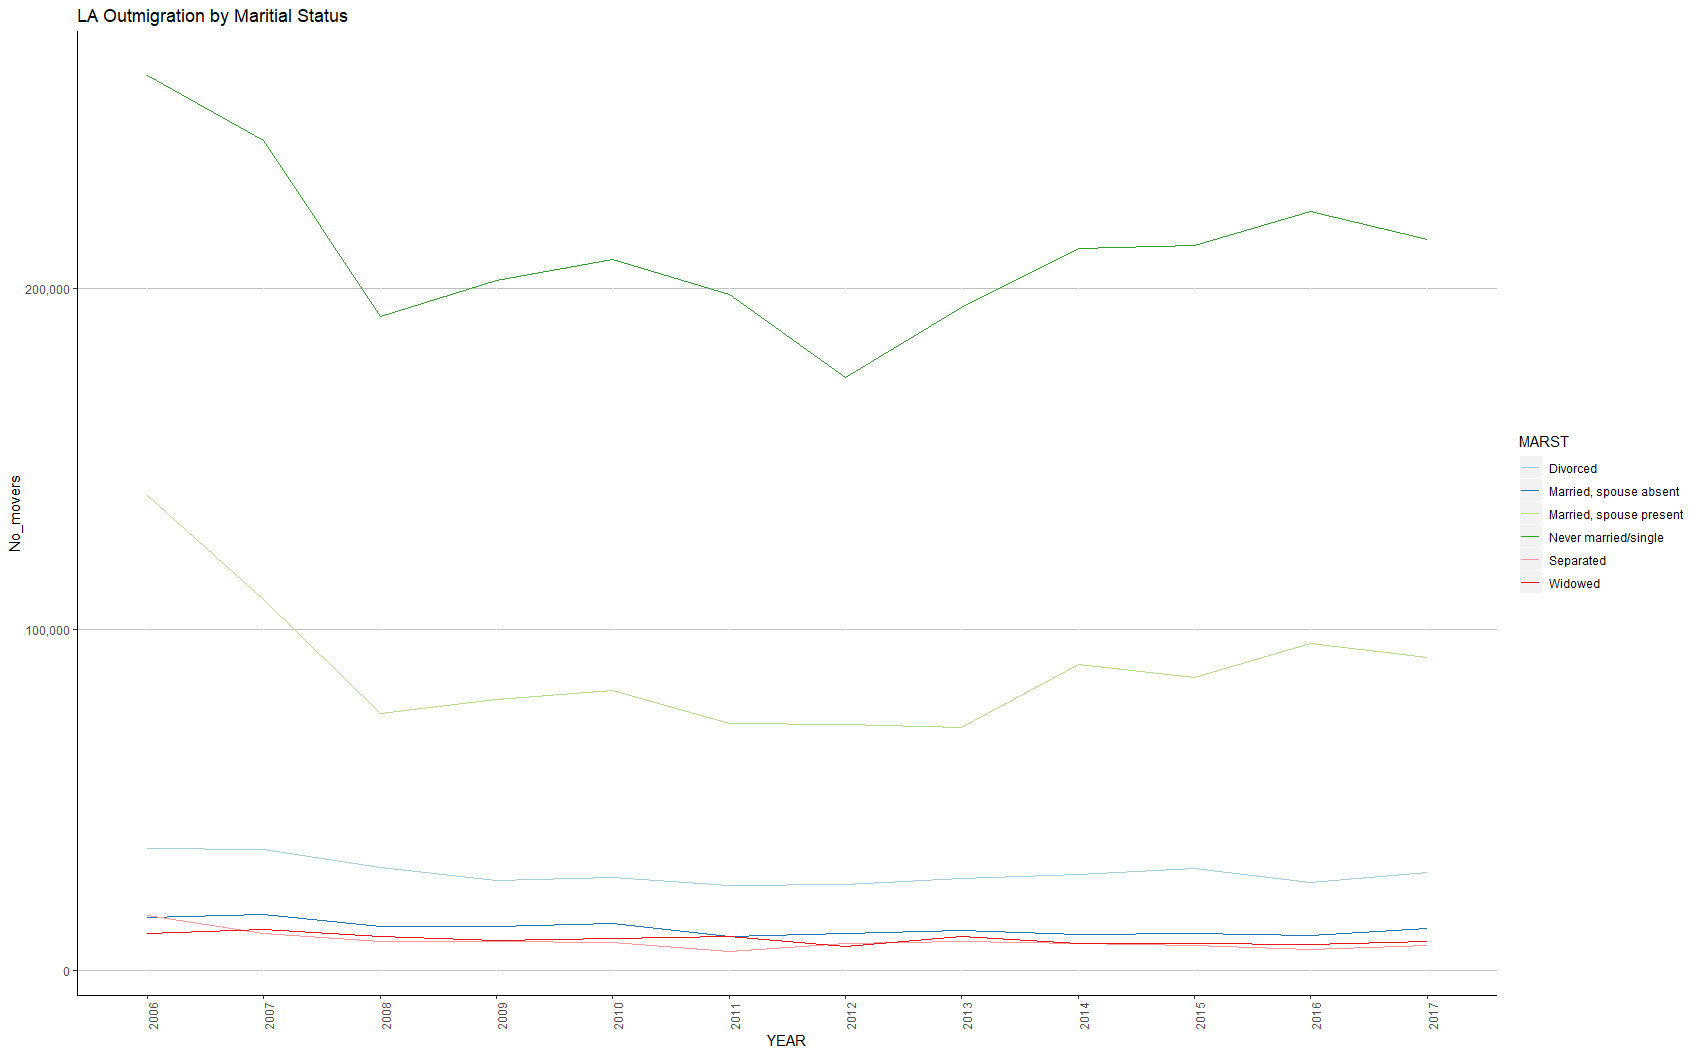 LA Outmigration by Maritial Status
No_movers
200,000
100,000
0
2006
2007
2008
2009
2010
2011
2012
2013
2014
2015
2016
2017
YEAR
MARST
Divorced
Married, spouse absent
Married, spouse present
Never married/single
Separated
Widowed